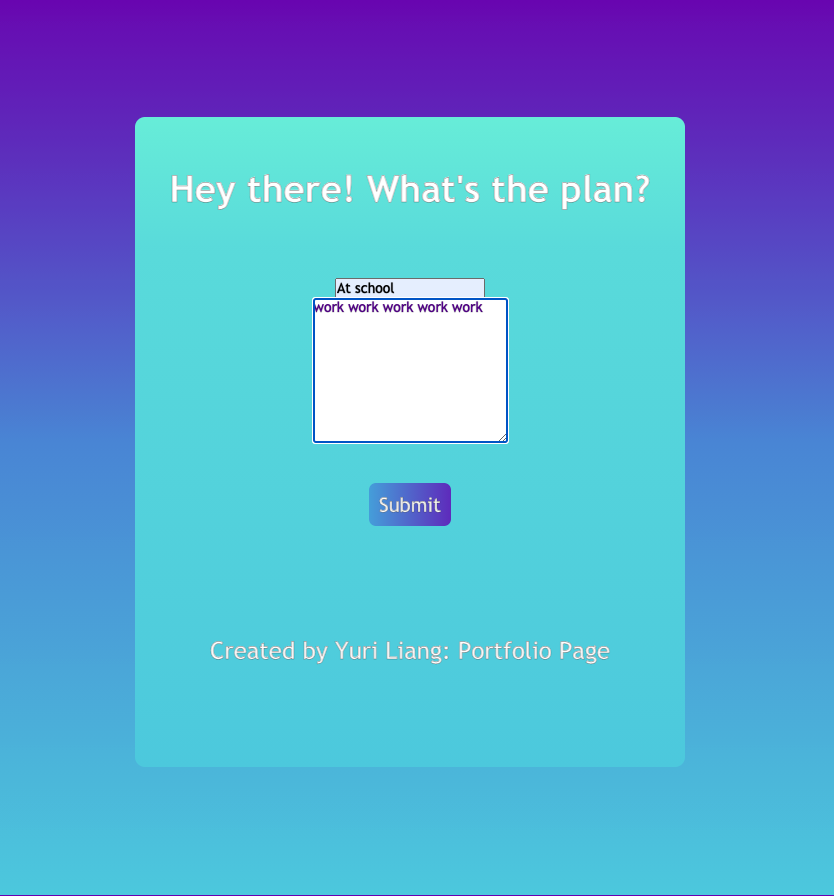 Hey there! What's the plan?
At school
work work work work work
Submit
Created by Yuri Liang: Portfolio Page